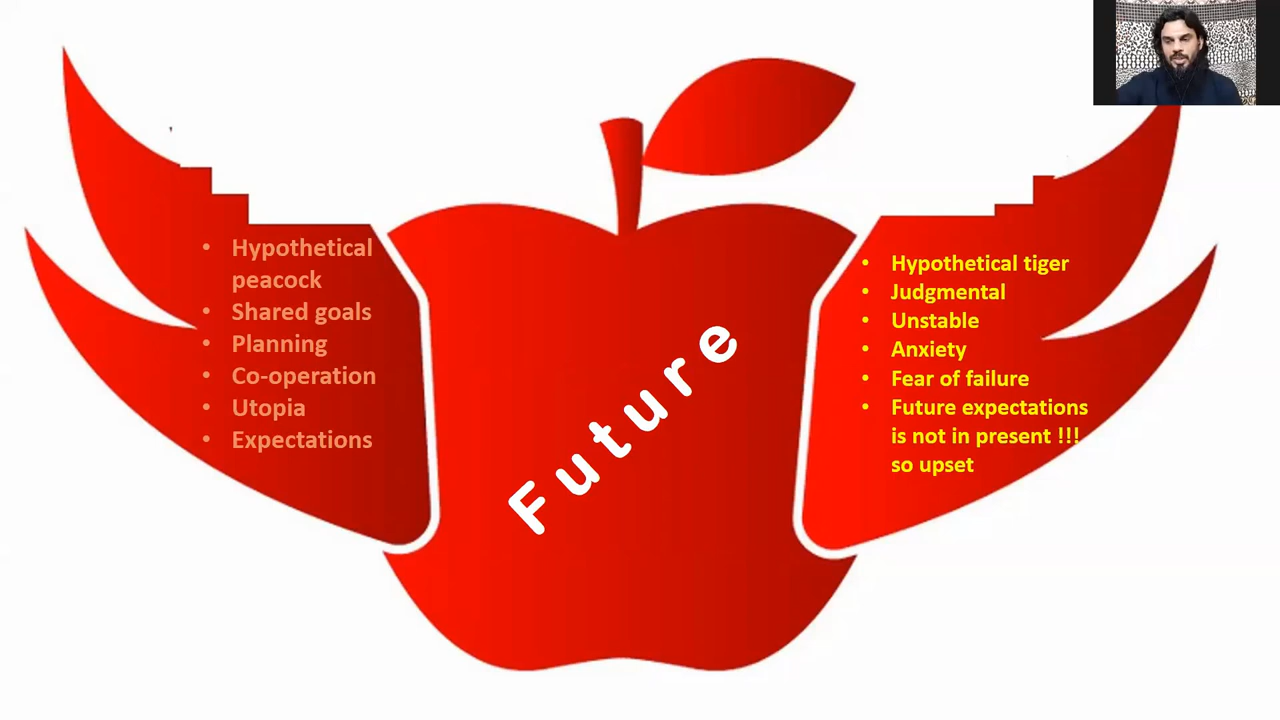 • Hypothetical
peacock
• Shared goals
• Planning
• Co-operation
• Utopia
• Expectations
Future
• Hypothetical tiger
• Judgmental
• Unstable
• Anxiety
• Fear of failure
• Future expectations
is not in present !!!
so upset